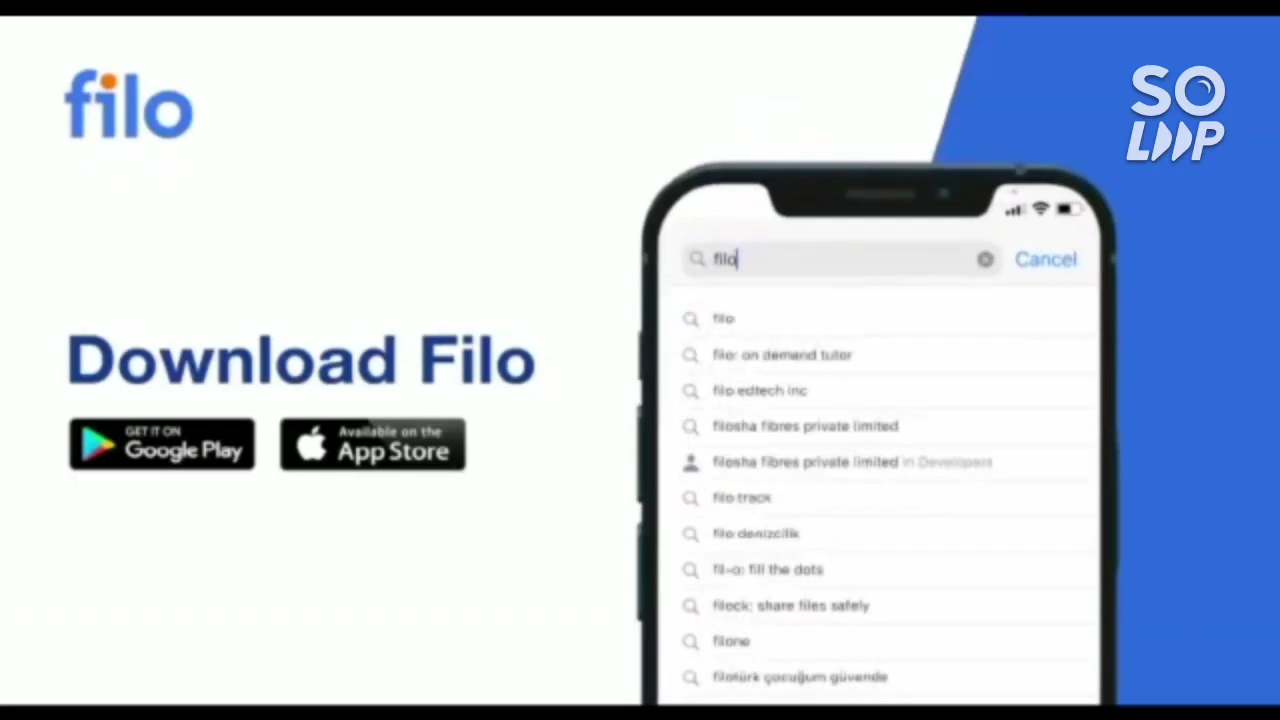 filo
SO
LOOP
Download Filo
GET IT ON
Google Play
Available on the
App Store
filo
Cancel
filo
filo: on demand tutor
filo edtech inc
filosha fibres private limited
filosha fibres private limited in Developers
filo track
filo denizcilik
fil-o: fill the dots
filock: share files safely
filone
filotürk çocuğum güvende